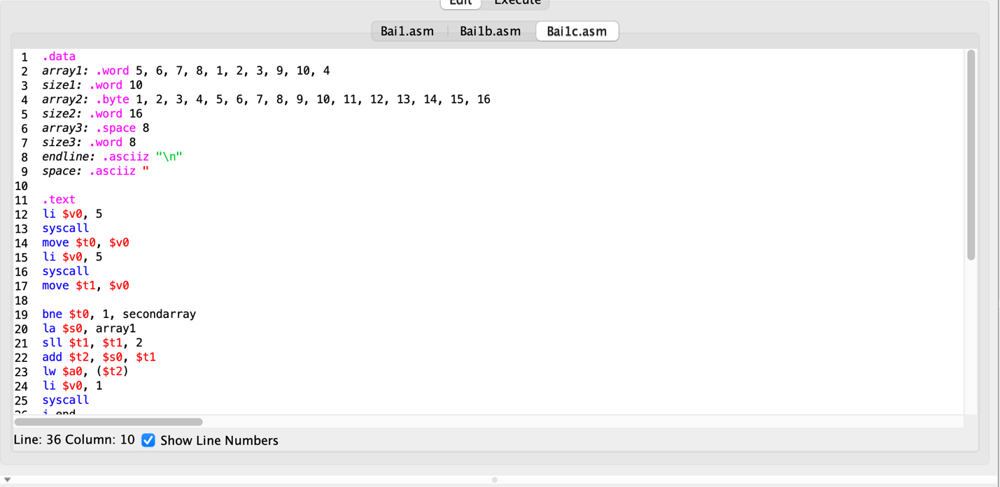 Edit Execute
Bai1.asm Bai1b.asm Bai1c.asm
1 .data
2 array1: .word 5, 6, 7, 8, 1, 2, 3, 9, 10, 4
3 size1: .word 10
4 array2: .byte 1, 2, 3, 4, 5, 6, 7, 8, 9, 10, 11, 12, 13, 14, 15, 16
5 size2: .word 16
6 array3: .space 8
7 size3: .word 8
8 endline: .asciiz "\n"
9 space: .asciiz "
10
11 .text
12 li $v0, 5
13 syscall
14 move $t0, $v0
15 li $v0, 5
16 syscall
17 move $t1, $v0
18
19 bne $t0, 1, secondarray
20 la $s0, array1
21 sll $t1, $t1, 2
22 add $t2, $s0, $t1
23 lw $a0, ($t2)
24 li $v0, 1
25 syscall
26 j end
Line: 36 Column: 10 Show Line Numbers